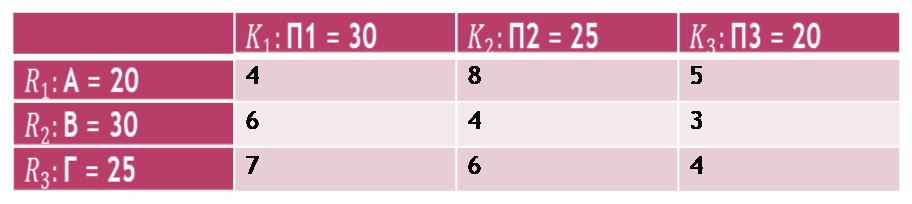 K₁: П1 = 30 K₂: П2 = 25 K₃: П3 = 20
R₁: А = 20 4 8 5
R₂: В = 30 6 4 3
R₃: Г = 25 7 6 4